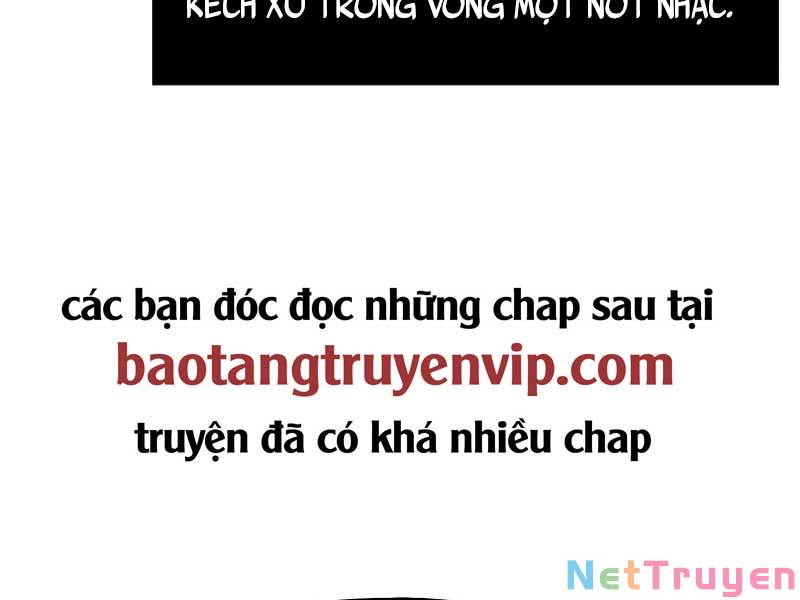 KẾCH XÙ TRONG VÒNG MỘT NỐT NHẠC.
các bạn đóc đọc những chap sau tại
baotangtruyenvip.com
truyện đã có khá nhiều chap
NetTruyen